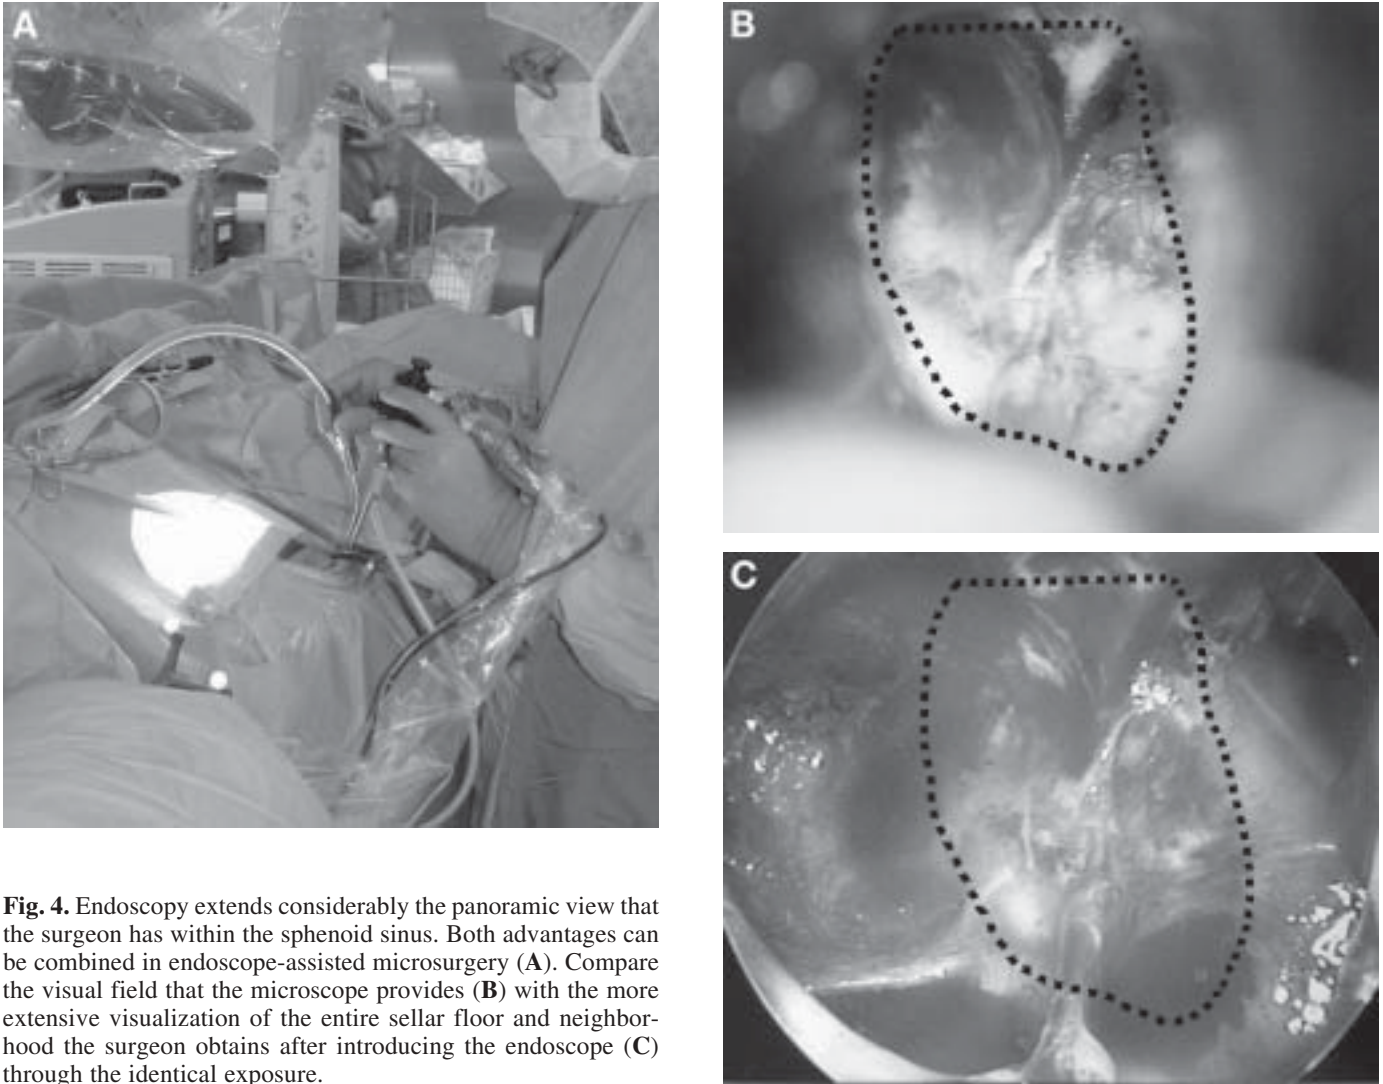 A
B
C
Fig. 4. Endoscopy extends considerably the panoramic view that
the surgeon has within the sphenoid sinus. Both advantages can
be combined in endoscope-assisted microsurgery (A). Compare
the visual field that the microscope provides (B) with the more
extensive visualization of the entire sellar floor and neighbor-
hood the surgeon obtains after introducing the endoscope (C)
through the identical exposure.